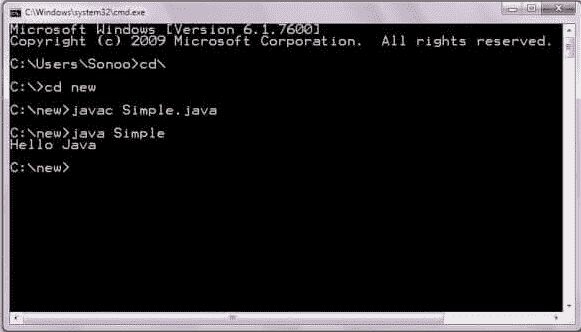 C:\Windows\system32\cmd.exe
Microsoft Windows [Version 6.1.7600]
Copyright (c) 2009 Microsoft Corporation.  All rights reserved.
C:\Users\Sonoo>cd\
C:\>cd new
C:\new>javac Simple.java
C:\new>java Simple
Hello Java
C:\new>